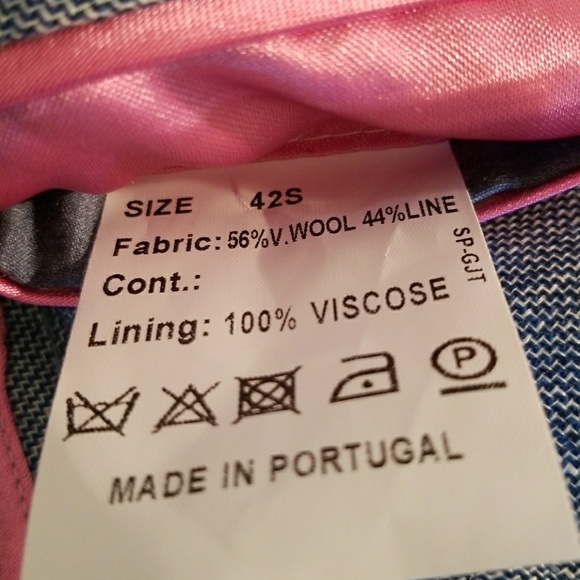 SIZE 42S
Fabric: 56%V.WOOL 44%LINE
Cont.:
Lining: 100% VISCOSE
SP-GJT
P
MADE IN PORTUGAL